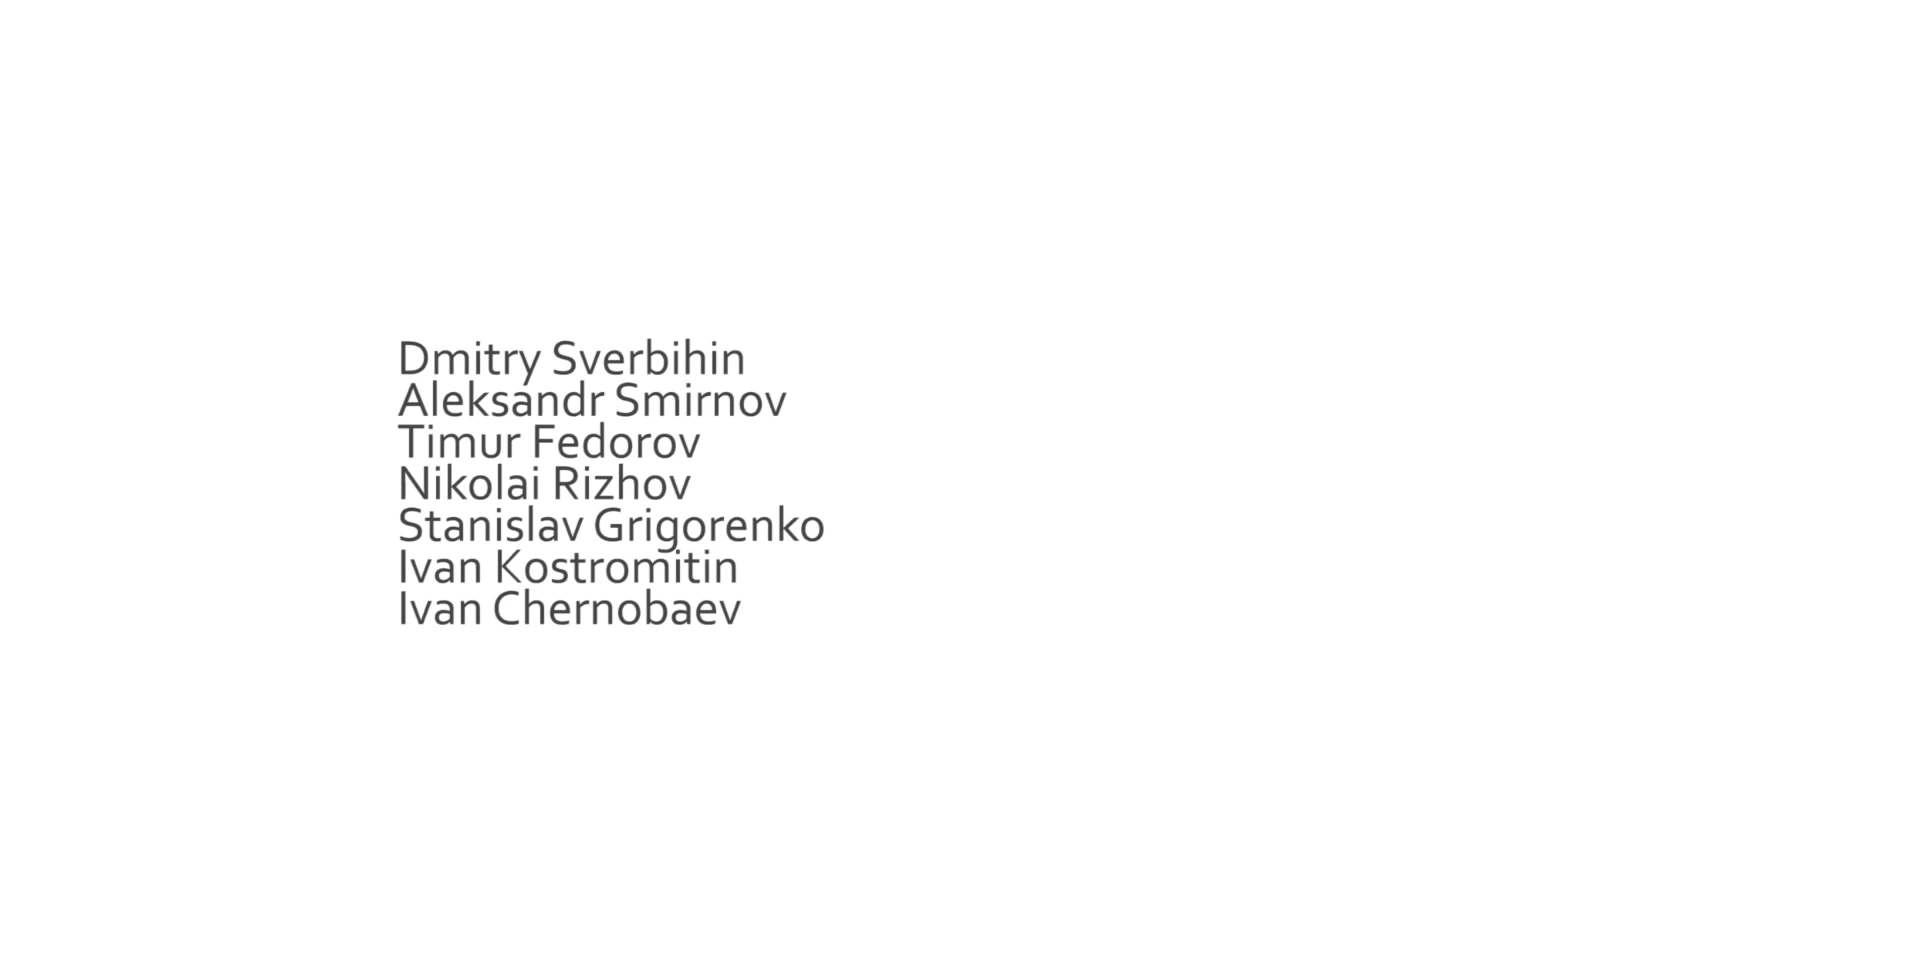 Dmitry Sverbihin
Aleksandr Smirnov
Timur Fedorov
Nikolai Rizhov
Stanislav Grigorenko
Ivan Kostromitin
Ivan Chernobaev